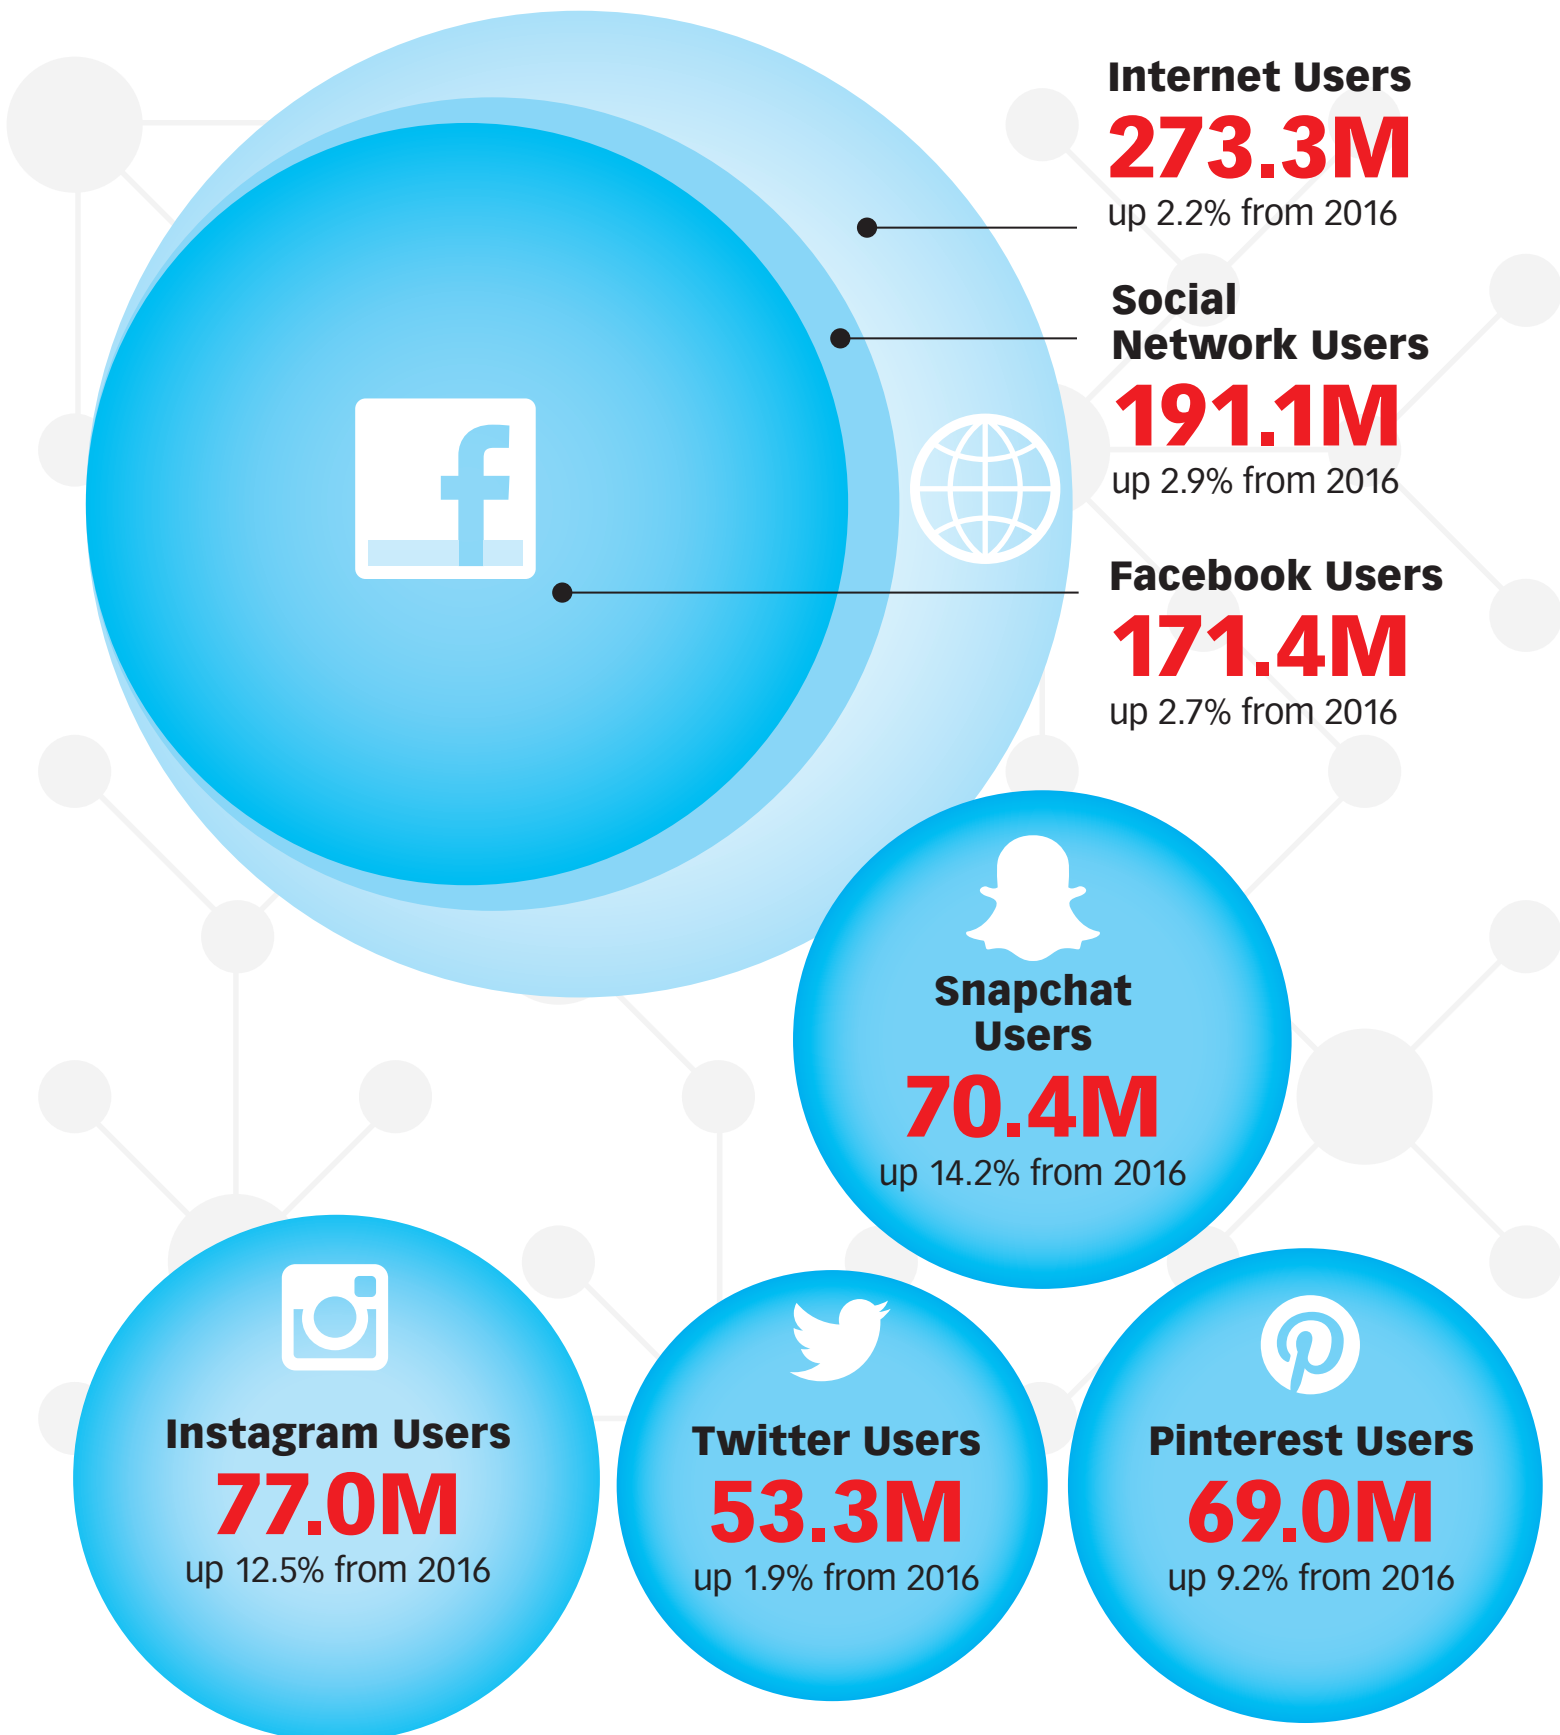 Internet Users
273.3M
up 2.2% from 2016
Social
Network Users
191.1M
up 2.9% from 2016
Facebook Users
171.4M
up 2.7% from 2016
Snapchat
Users
70.4M
up 14.2% from 2016
Instagram Users
77.0M
up 12.5% from 2016
Twitter Users
53.3M
up 1.9% from 2016
Pinterest Users
69.0M
up 9.2% from 2016